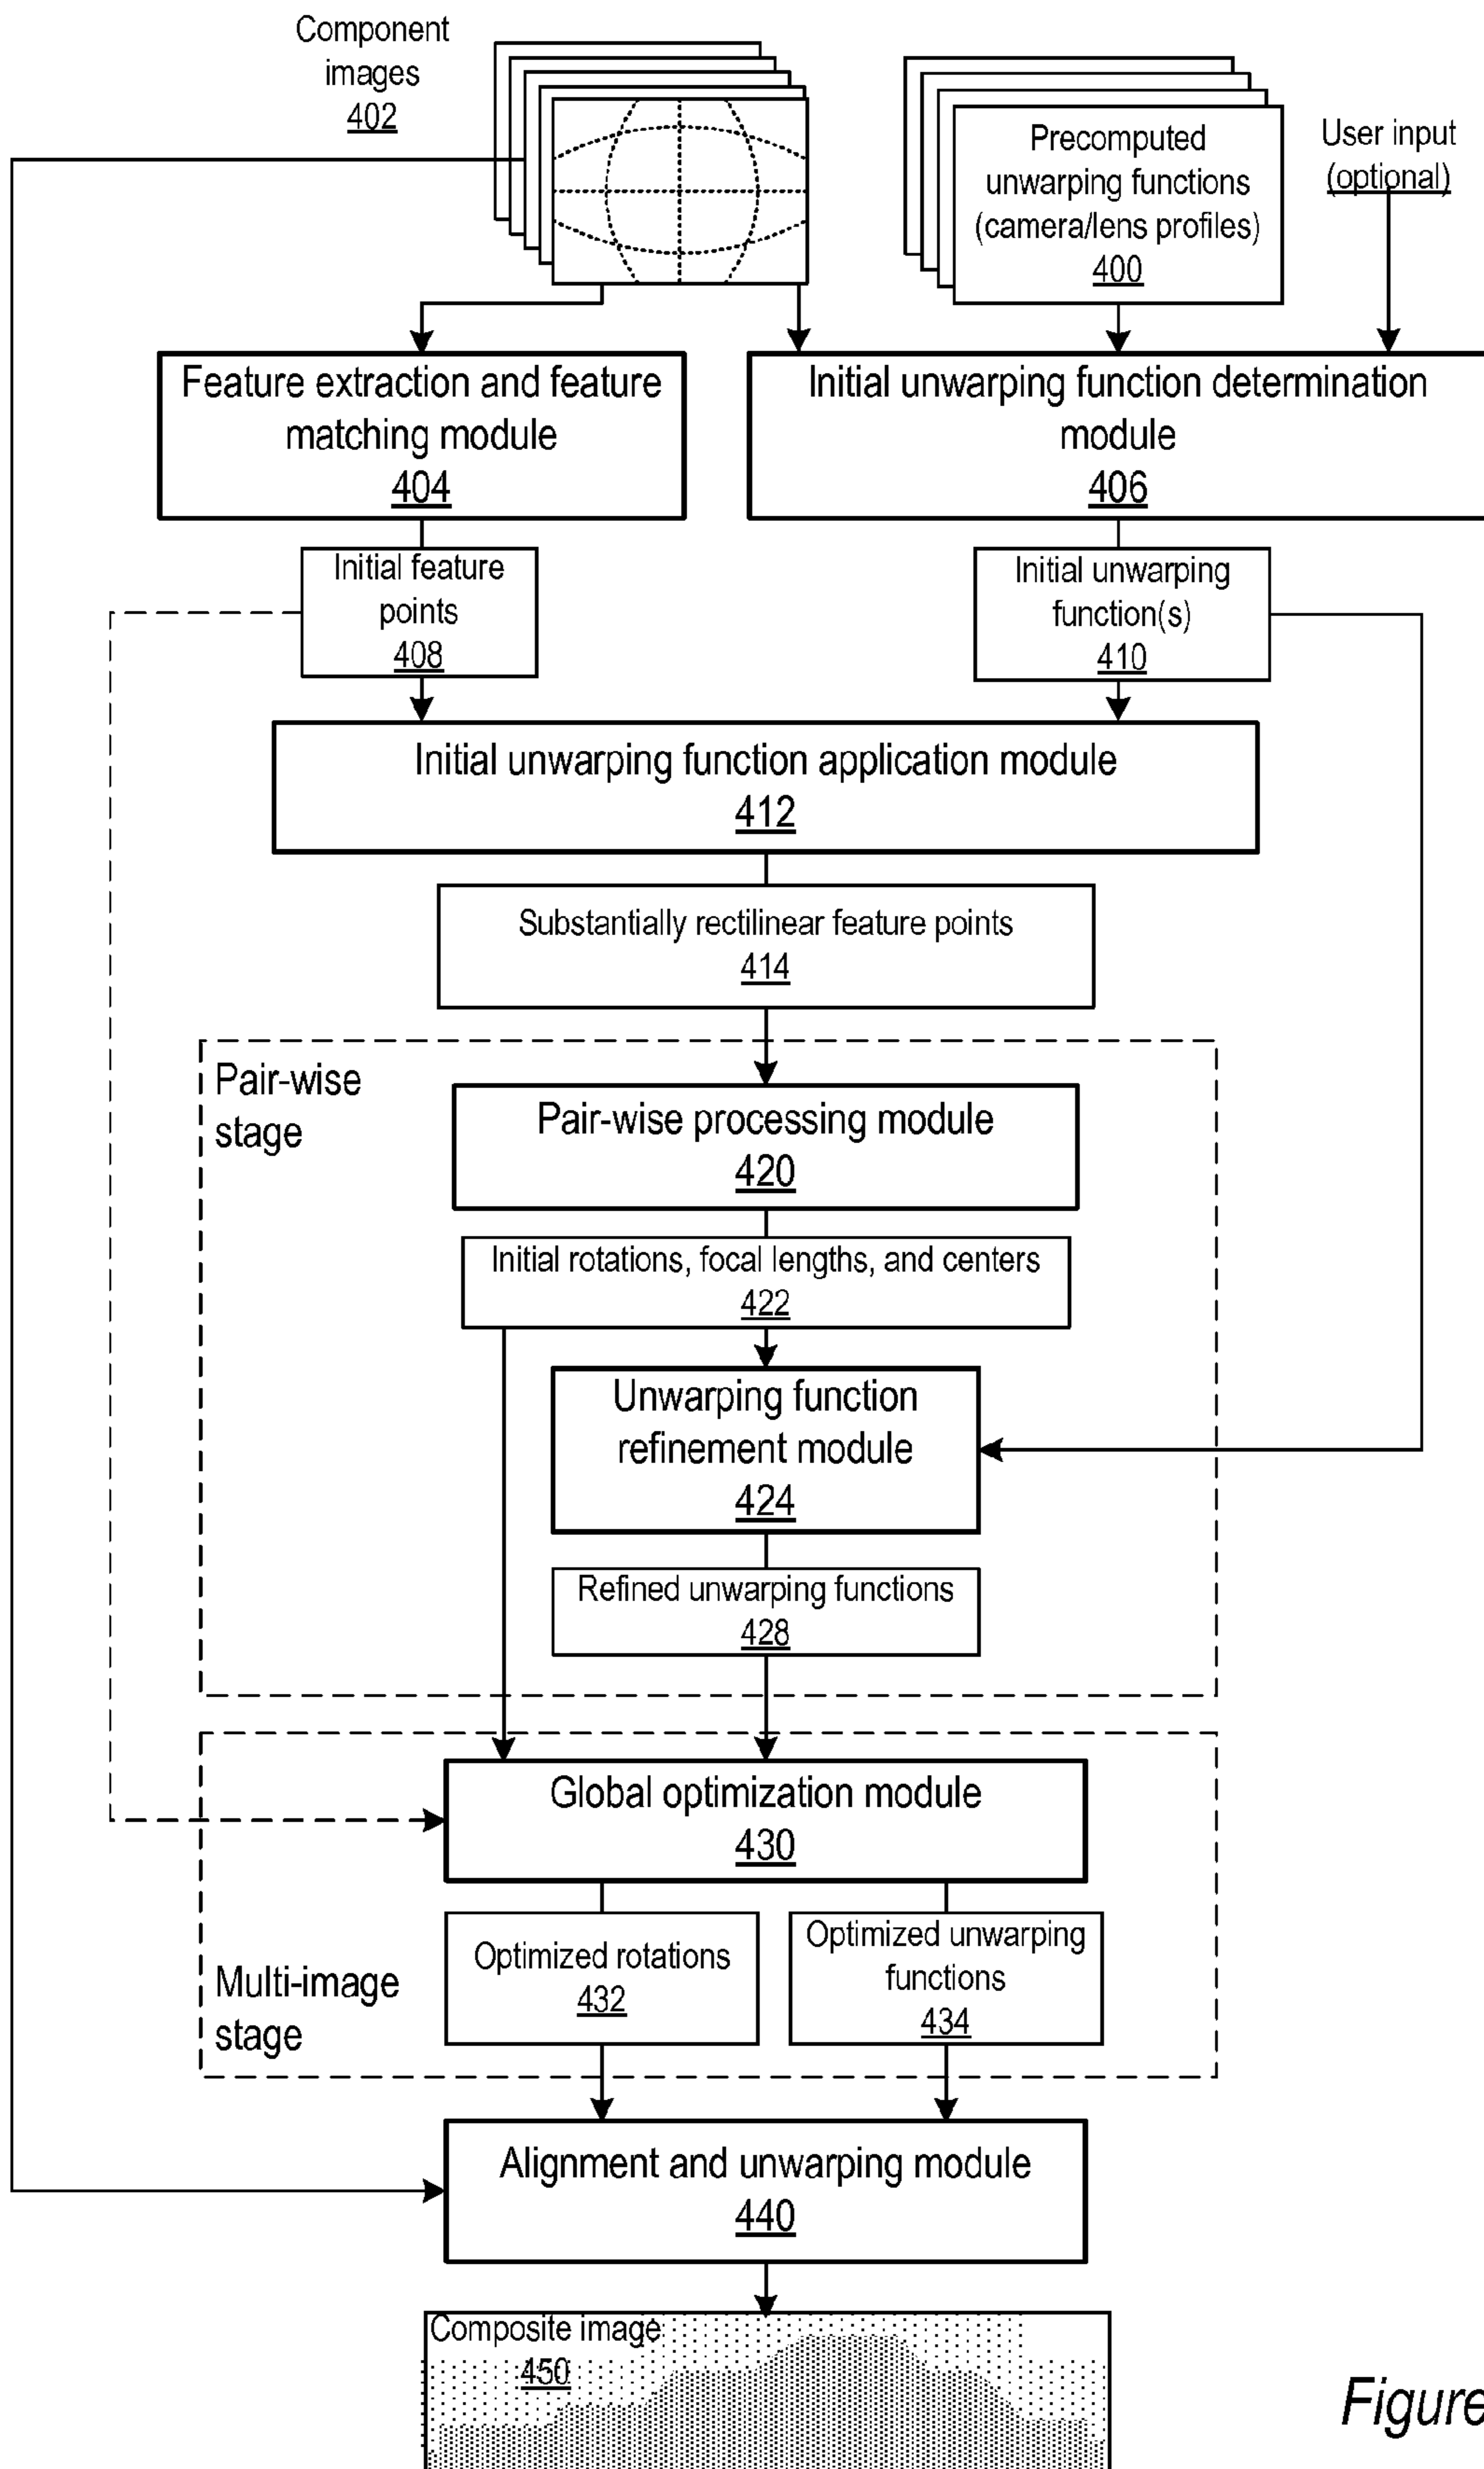 Component
images
402
Precomputed
unwarping functions
(camera/lens profiles)
400
User input
(optional)
Feature extraction and feature
matching module
404
Initial unwarping function determination
module
406
Initial feature
points
408
Initial unwarping
function(s)
410
Initial unwarping function application module
412
Substantially rectilinear feature points
414
Pair-wise
stage
Pair-wise processing module
420
Initial rotations, focal lengths, and centers
422
Unwarping function
refinement module
424
Refined unwarping functions
428
Global optimization module
430
Multi-image
stage
Optimized rotations
432
Optimized unwarping
functions
434
Alignment and unwarping module
440
Composite image
450
Figure